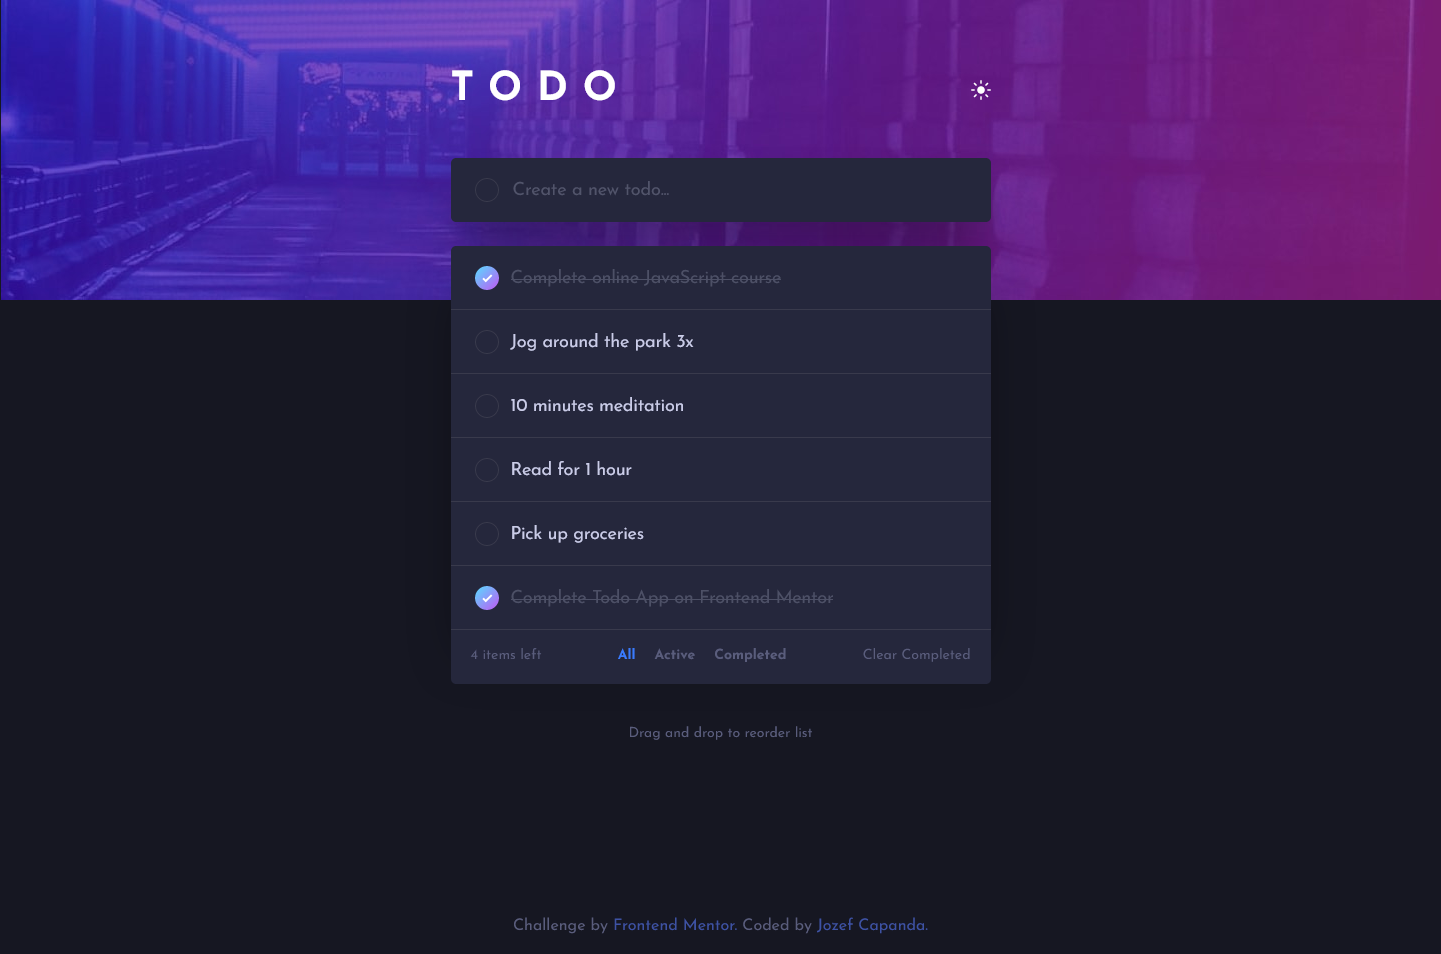 TODO
Create a new todo...
Complete online JavaScript course
Jog around the park 3x
10 minutes meditation
Read for 1 hour
Pick up groceries
Complete Todo App on Frontend Mentor
4 items left All Active Completed Clear Completed
Drag and drop to reorder list
Challenge by Frontend Mentor. Coded by Jozef Capanda.